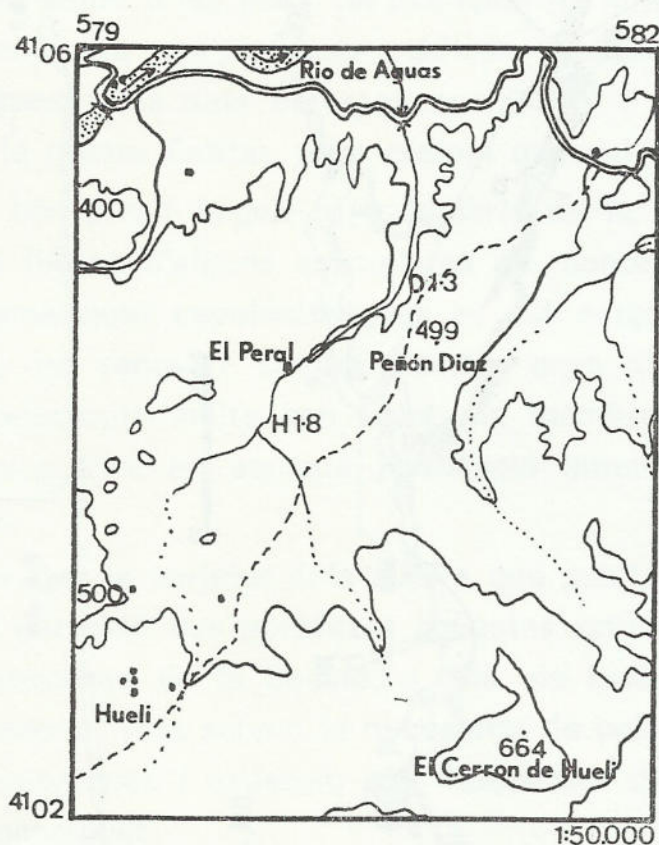 579 582
4106
Rio de Aguas
400
D1·3
499
El Peral
Peñón Diaz
H1·8
500
Hueli
664
El Cerron de Hueli
4102
1:50.000